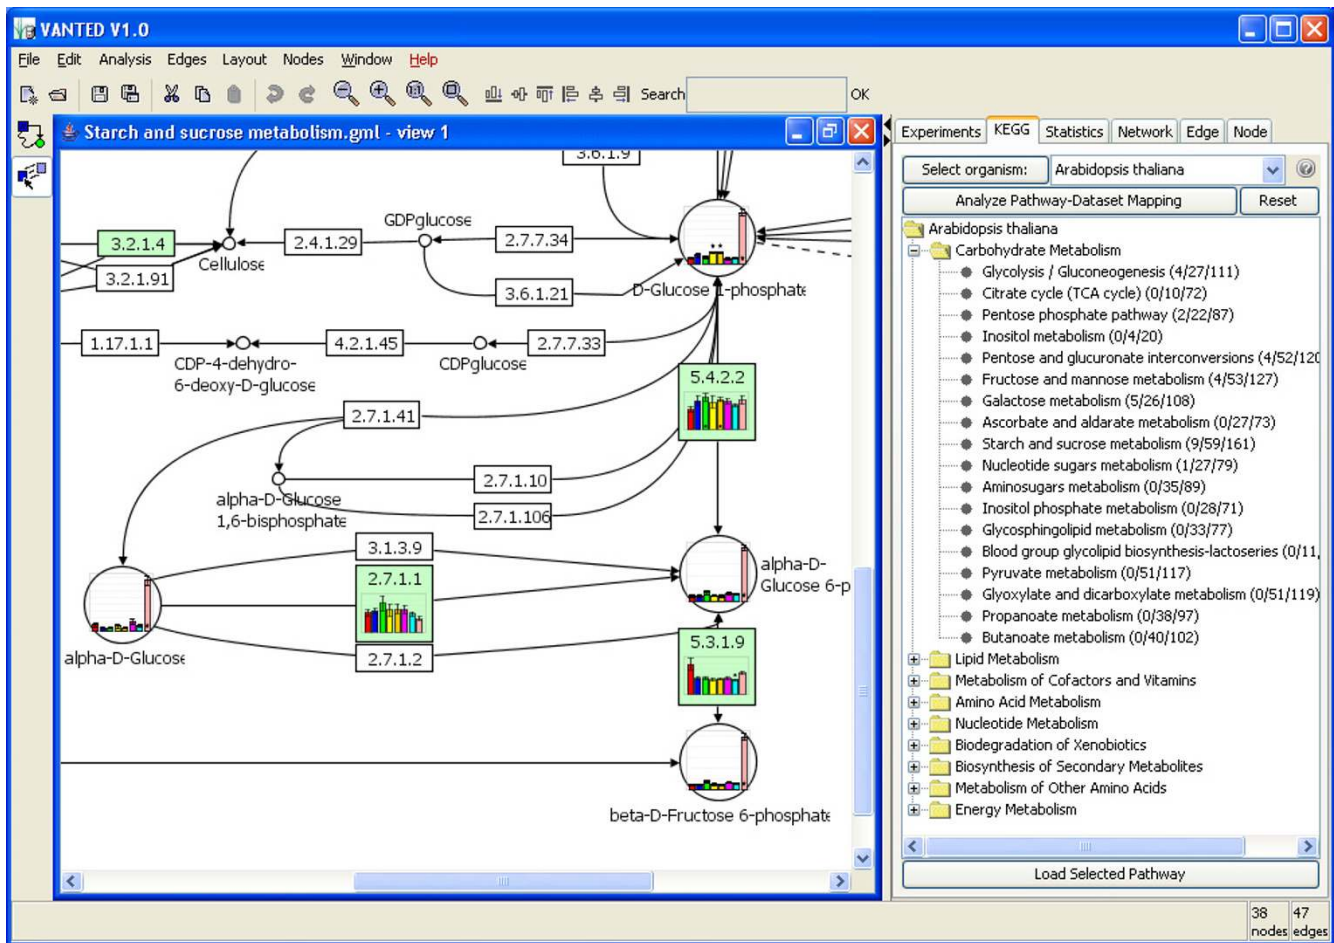 VANTED V1.0
File Edit Analysis Edges Layout Nodes Window Help
Search OK
Starch and sucrose metabolism.gml - view 1
3.6.1.9
GDPglucose
3.2.1.4
2.4.1.29
2.7.7.34
Cellulose
3.2.1.91
3.6.1.21
D-Glucose 1-phosphate
1.17.1.1
4.2.1.45
2.7.7.33
CDP-4-dehydro-
6-deoxy-D-glucose
CDPglucose
5.4.2.2
2.7.1.41
2.7.1.10
alpha-D-Glucose
1,6-bisphosphate
2.7.1.106
3.1.3.9
alpha-D-
Glucose 6-p
2.7.1.1
5.3.1.9
alpha-D-Glucose
2.7.1.2
beta-D-Fructose 6-phosphate
Experiments KEGG Statistics Network Edge Node
Select organism: Arabidopsis thaliana
Analyze Pathway-Dataset Mapping Reset
Arabidopsis thaliana
Carbohydrate Metabolism
Glycolysis / Gluconeogenesis (4/27/111)
Citrate cycle (TCA cycle) (0/10/72)
Pentose phosphate pathway (2/22/87)
Inositol metabolism (0/4/20)
Pentose and glucuronate interconversions (4/52/120
Fructose and mannose metabolism (4/53/127)
Galactose metabolism (5/26/108)
Ascorbate and aldarate metabolism (0/27/73)
Starch and sucrose metabolism (9/59/161)
Nucleotide sugars metabolism (1/27/79)
Aminosugars metabolism (0/35/89)
Inositol phosphate metabolism (0/28/71)
Glycosphingolipid metabolism (0/33/77)
Blood group glycolipid biosynthesis-lactoseries (0/11,
Pyruvate metabolism (0/51/117)
Glyoxylate and dicarboxylate metabolism (0/51/119)
Propanoate metabolism (0/38/97)
Butanoate metabolism (0/40/102)
Lipid Metabolism
Metabolism of Cofactors and Vitamins
Amino Acid Metabolism
Nucleotide Metabolism
Biodegradation of Xenobiotics
Biosynthesis of Secondary Metabolites
Metabolism of Other Amino Acids
Energy Metabolism
Load Selected Pathway
38 47
nodes edges